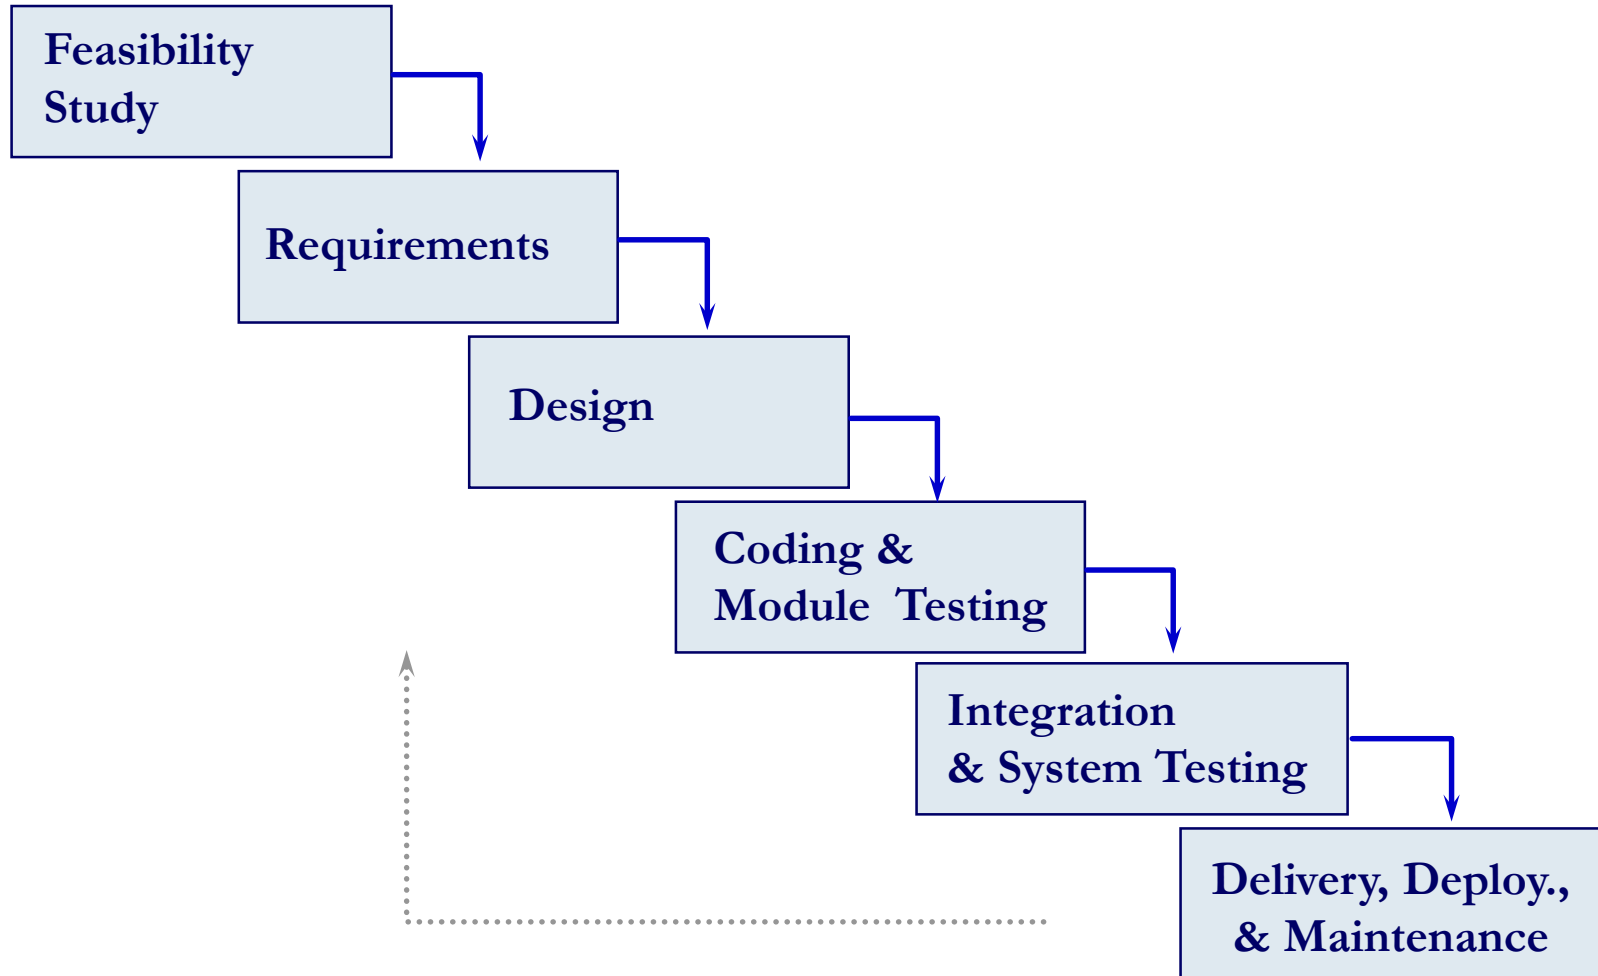 Feasibility
Study
Requirements
Design
Coding &
Module Testing
Integration
& System Testing
Delivery, Deploy.,
& Maintenance